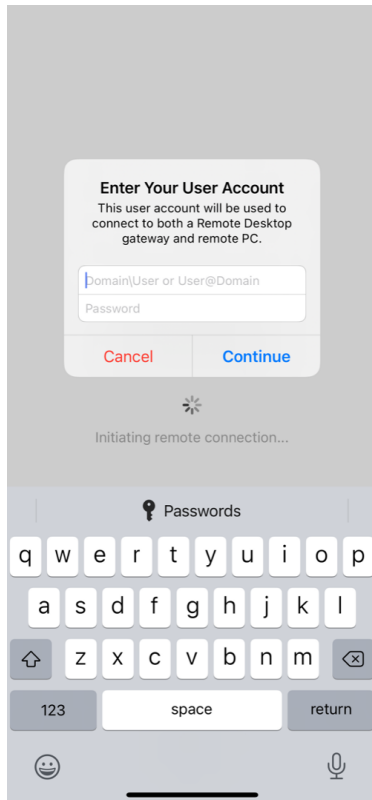 Enter Your User Account
This user account will be used to
connect to both a Remote Desktop
gateway and remote PC.
Domain\User or User@Domain
Password
Cancel Continue
Initiating remote connection...
Passwords
q w e r t y u i o p
a s d f g h j k l
z x c v b n m
123 space return